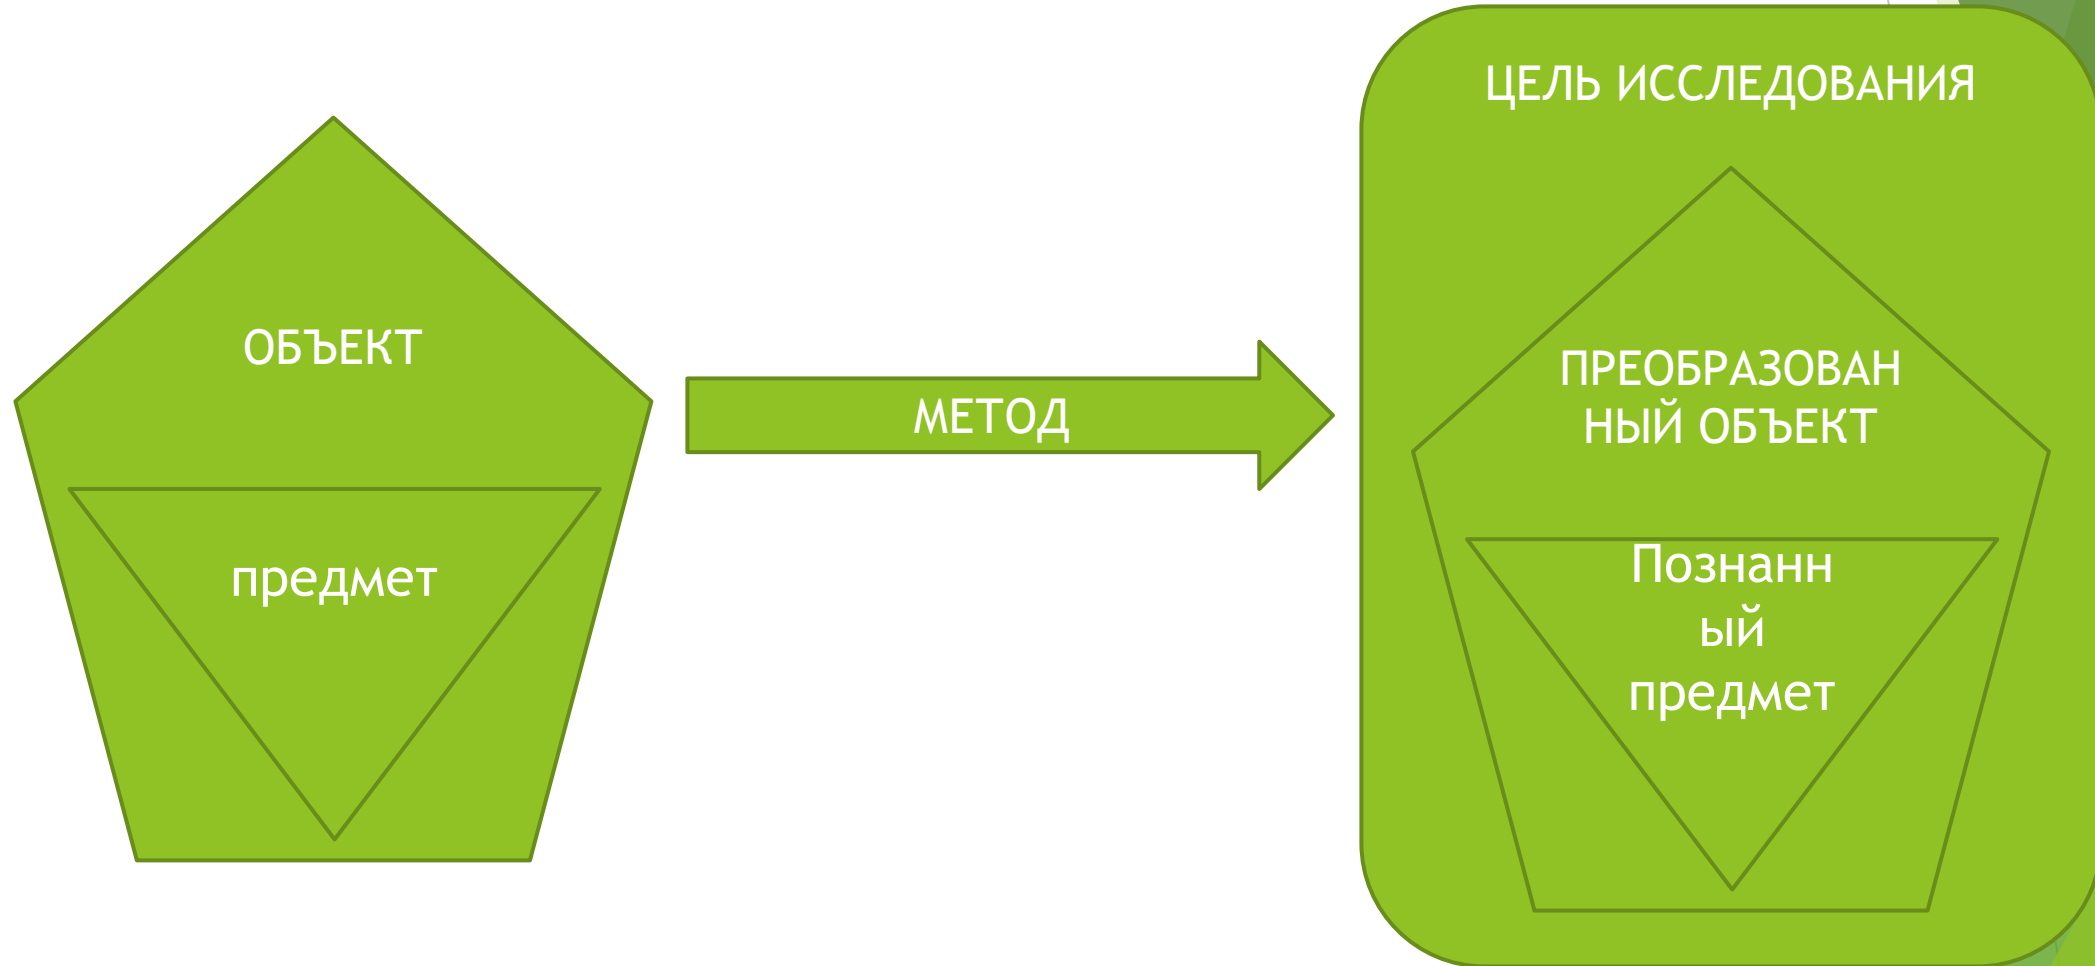 ОБЪЕКТ
предмет
МЕТОД
ЦЕЛЬ ИССЛЕДОВАНИЯ
ПРЕОБРАЗОВАН
НЫЙ ОБЪЕКТ
Познанн
ый
предмет